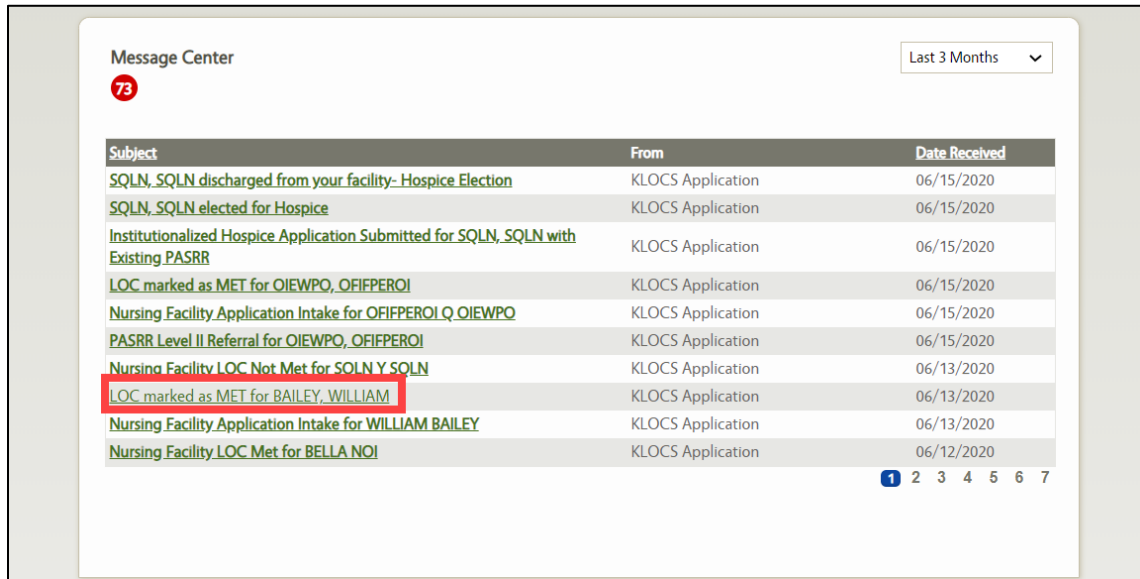 Message Center
Last 3 Months
73
Subject From Date Received
SQLN, SQLN discharged from your facility- Hospice Election KLOCS Application 06/15/2020
SQLN, SQLN elected for Hospice KLOCS Application 06/15/2020
Institutionalized Hospice Application Submitted for SQLN, SQLN with
Existing PASRR KLOCS Application 06/15/2020
LOC marked as MET for OIEWPO, OFIFPEROI KLOCS Application 06/15/2020
Nursing Facility Application Intake for OFIFPEROI Q OIEWPO KLOCS Application 06/15/2020
PASRR Level II Referral for OIEWPO, OFIFPEROI KLOCS Application 06/15/2020
Nursing Facility LOC Not Met for SQLN Y SQLN KLOCS Application 06/13/2020
LOC marked as MET for BAILEY, WILLIAM KLOCS Application 06/13/2020
Nursing Facility Application Intake for WILLIAM BAILEY KLOCS Application 06/13/2020
Nursing Facility LOC Met for BELLA NOI KLOCS Application 06/12/2020
1 2 3 4 5 6 7